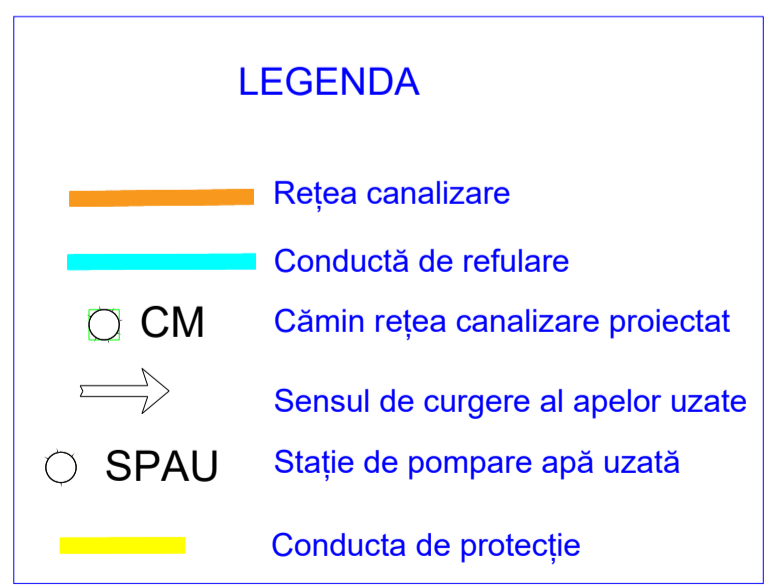 LEGENDA
Rețea canalizare
Conductă de refulare
CM Cămin rețea canalizare proiectat
Sensul de curgere al apelor uzate
SPAU Stație de pompare apă uzată
Conducta de protecție